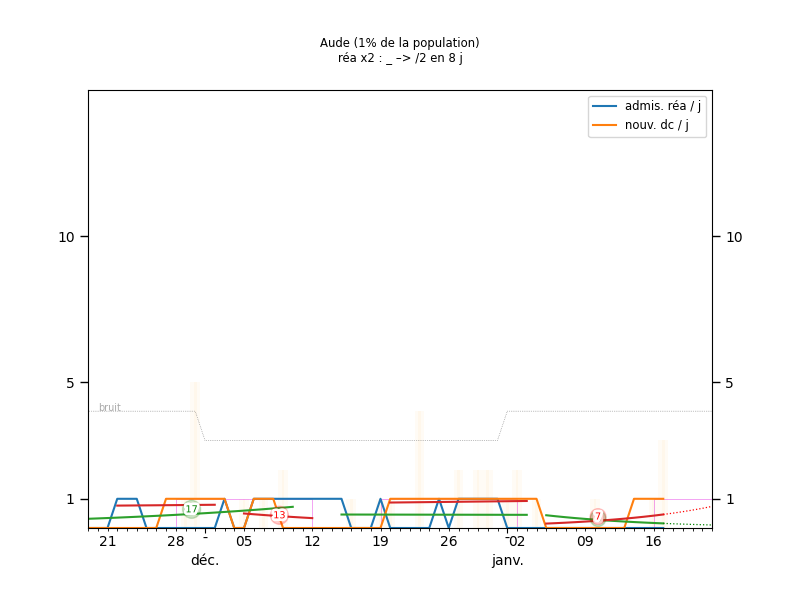 Aude (1% de la population)
réa x2 : _ –> /2 en 8 j
admis. réa / j
nouv. dc / j
10
10
5
5
bruit
1
1
17
13
7
21
28
05
12
19
26
02
09
16
déc.
janv.